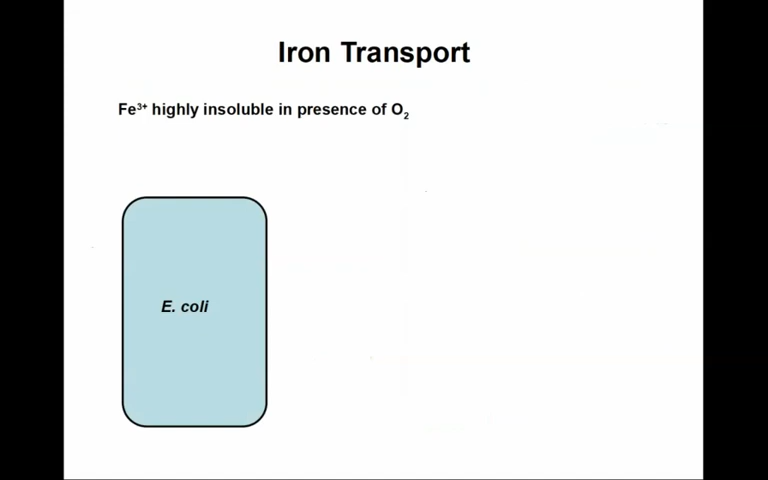 Iron Transport
Fe³⁺ highly insoluble in presence of O₂
E. coli